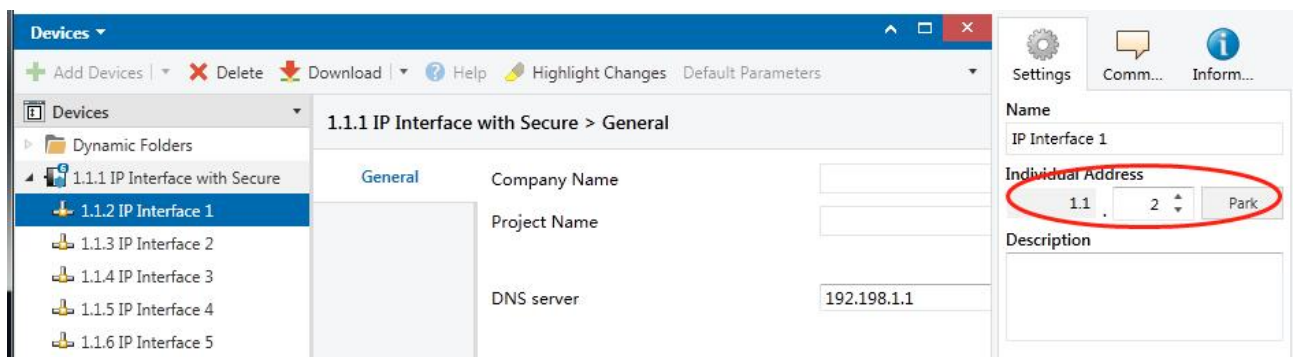 Devices
Add Devices Delete Download Help Highlight Changes Default Parameters
Devices
Dynamic Folders
1.1.1 IP Interface with Secure
1.1.2 IP Interface 1
1.1.3 IP Interface 2
1.1.4 IP Interface 3
1.1.5 IP Interface 4
1.1.6 IP Interface 5
1.1.1 IP Interface with Secure > General
General
Company Name
Project Name
DNS server 192.198.1.1
Settings Comm... Inform...
Name
IP Interface 1
Individual Address
1.1 . 2 Park
Description